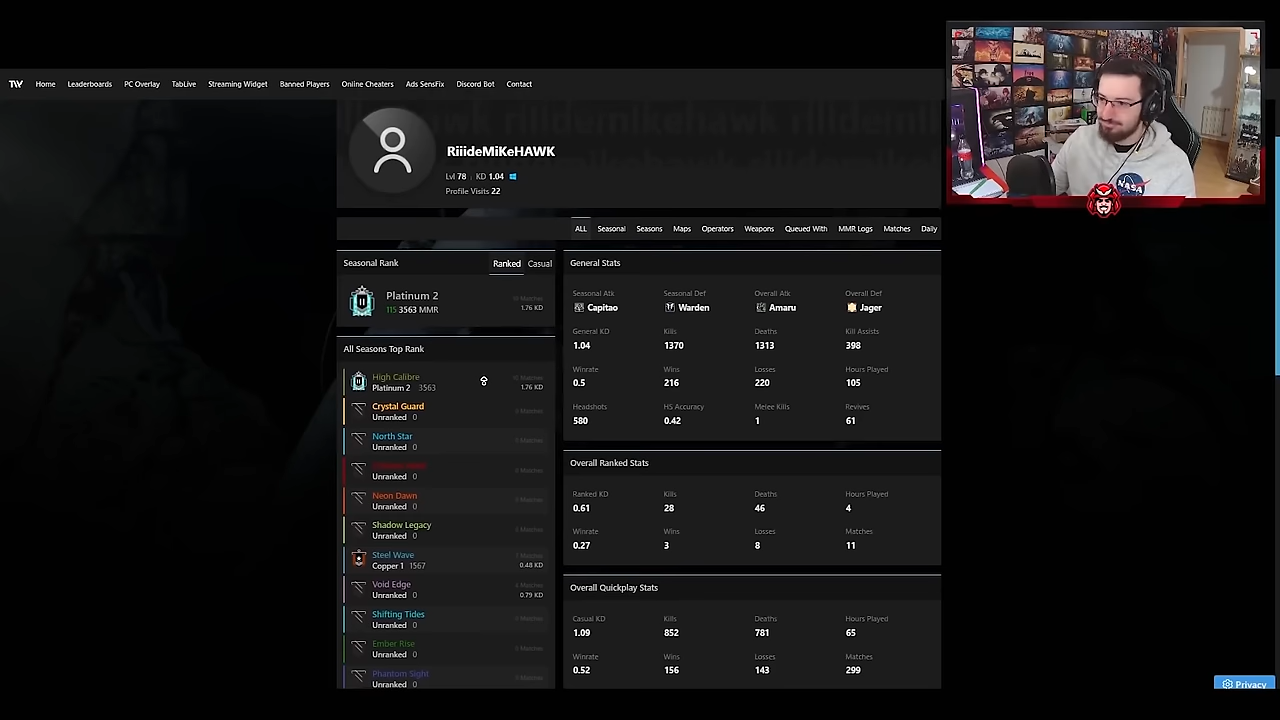 Home Leaderboards PC Overlay TabLive Streaming Widget Banned Players Online Cheaters Ads SensFix Discord Bot Contact
NASA
RiiideMiKeHAWK
Lvl 78 KD 1.04
Profile Visits 22
ALL Seasonal Seasons Maps Operators Weapons Queued With MMR Logs Matches Daily
Seasonal Rank Ranked Casual
Platinum 2
115 3563 MMR
1.76 KD
All Seasons Top Rank
High Calibre
Platinum 2 3563
1.76 KD
Crystal Guard
Unranked 0
North Star
Unranked 0
Unranked 0
Neon Dawn
Unranked 0
Shadow Legacy
Unranked 0
Steel Wave
Copper 1 1567
0.48 KD
Void Edge
Unranked 0
0.79 KD
Shifting Tides
Unranked 0
Ember Rise
Unranked 0
Phantom Sight
Unranked 0
General Stats
Seasonal Atk Seasonal Def Overall Atk Overall Def
Capitao Warden Amaru Jager
General KD Kills Deaths Kill Assists
1.04 1370 1313 398
Winrate Wins Losses Hours Played
0.5 216 220 105
Headshots HS Accuracy Melee Kills Revives
580 0.42 1 61
Overall Ranked Stats
Ranked KD Kills Deaths Hours Played
0.61 28 46 4
Winrate Wins Losses Matches
0.27 3 8 11
Overall Quickplay Stats
Casual KD Kills Deaths Hours Played
1.09 852 781 65
Winrate Wins Losses Matches
0.52 156 143 299
Privacy